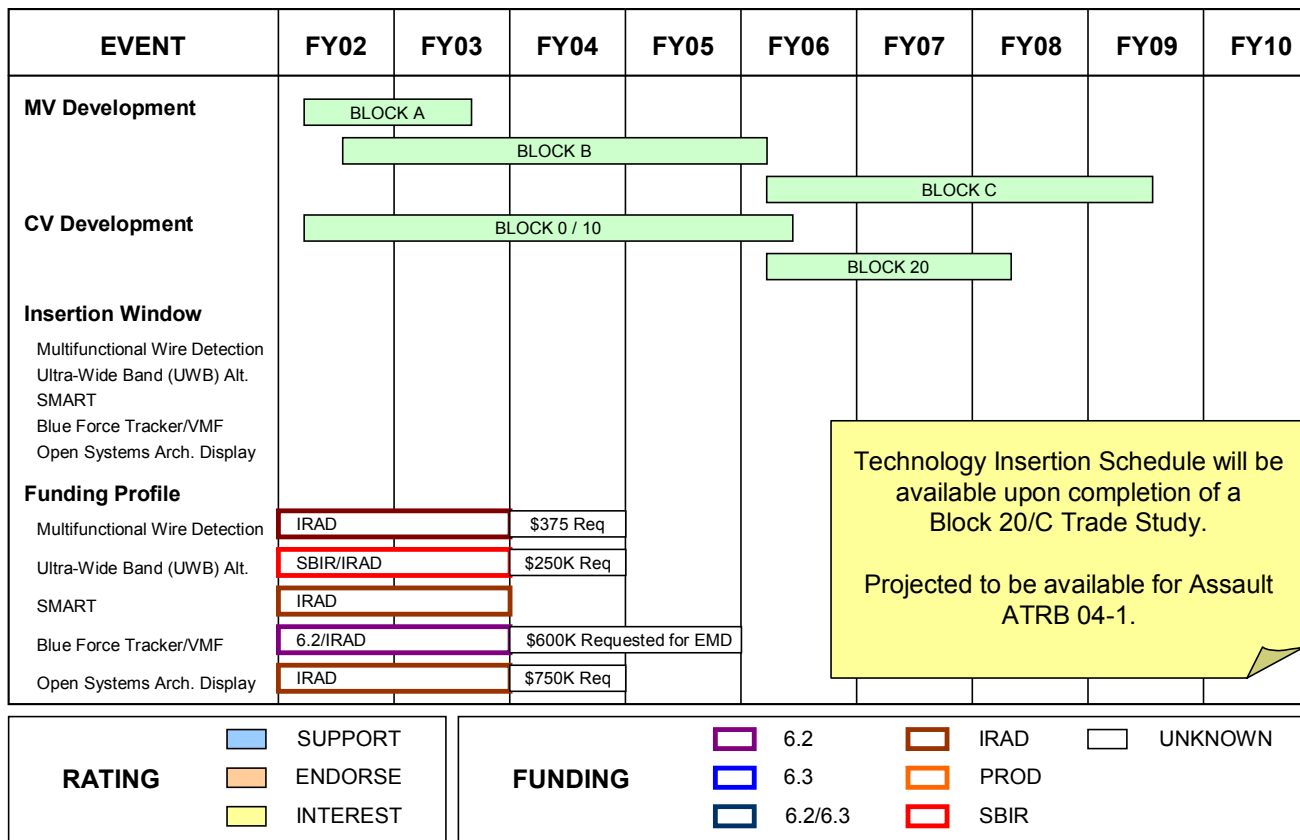 EVENT FY02 FY03 FY04 FY05 FY06 FY07 FY08 FY09 FY10
MV Development
BLOCK A
BLOCK B
BLOCK C
CV Development
BLOCK 0 / 10
BLOCK 20
Insertion Window
Multifunctional Wire Detection
Ultra-Wide Band (UWB) Alt.
SMART
Blue Force Tracker/VMF
Open Systems Arch. Display
Technology Insertion Schedule will be
available upon completion of a
Block 20/C Trade Study.
Projected to be available for Assault
ATRB 04-1.
Funding Profile
Multifunctional Wire Detection IRAD $375 Req
Ultra-Wide Band (UWB) Alt. SBIR/IRAD $250K Req
SMART IRAD
Blue Force Tracker/VMF 6.2/IRAD $600K Requested for EMD
Open Systems Arch. Display IRAD $750K Req
RATING
SUPPORT
ENDORSE
INTEREST
FUNDING
6.2 IRAD UNKNOWN
6.3 PROD
6.2/6.3 SBIR